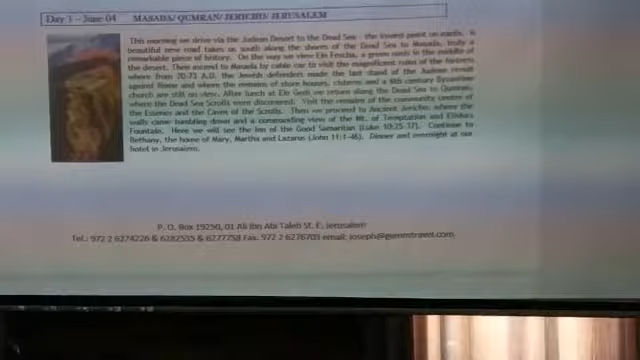 Day 3 - June 04 MASADA/ QUMRAN/ JERICHO/ JERUSALEM
This morning we drive via the Judean Desert to the Dead Sea - the lowest point on earth. A
beautiful new road takes us south along the shores of the Dead Sea to Masada, truly a
remarkable piece of history. On the way we view Ein Fescha, a green oasis in the middle of
the desert. Then ascend to Masada by cable car to visit the magnificent ruins of the fortress
where from 70-73 A.D. the Jewish defenders made the last stand of the Judean revolt
against Rome and where the remains of store houses, cisterns and a 6th century Byzantine
church are still on view. After lunch at Ein Gedi we return along the Dead Sea to Qumran,
where the Dead Sea Scrolls were discovered. Visit the remains of the community centre of
the Essenes and the Caves of the Scrolls. Then we proceed to Ancient Jericho, where the
walls came tumbling down and a commanding view of the Mt. of Temptation and Elisha's
Fountain. Here we will see the Inn of the Good Samaritan (Luke 10:25-37). Continue to
Bethany, the home of Mary, Martha and Lazarus (John 11:1-46). Dinner and overnight at our
hotel in Jerusalem.
P. O. Box 19250, 01 Ali Ibn Abi Taleb St. E. Jerusalem
Tel.: 972 2 6274226 & 6282535 & 6277758 Fax. 972 2 6276703 email: joseph@gsmmtravel.com